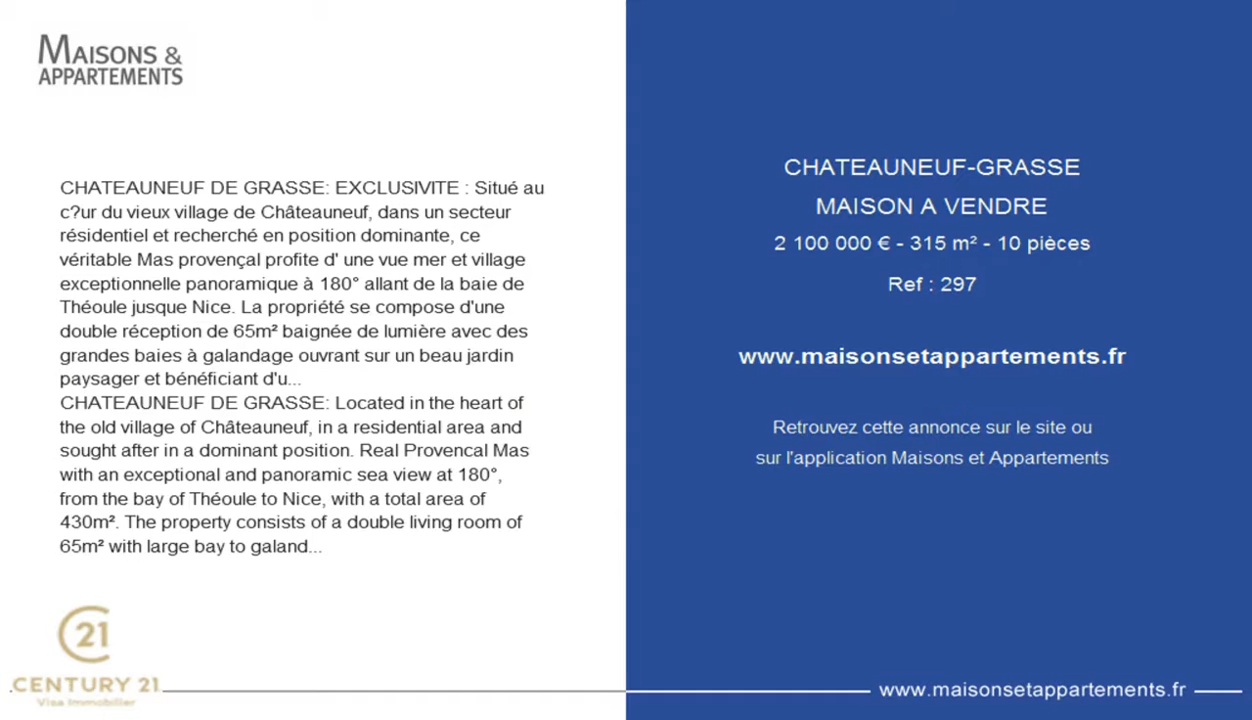 MAISONS &
APPARTEMENTS
CHATEAUNEUF DE GRASSE: EXCLUSIVITE : Situé au
c?ur du vieux village de Châteauneuf, dans un secteur
résidentiel et recherché en position dominante, ce
véritable Mas provençal profite d' une vue mer et village
exceptionnelle panoramique à 180° allant de la baie de
Théoule jusque Nice. La propriété se compose d'une
double réception de 65m² baignée de lumière avec des
grandes baies à galandage ouvrant sur un beau jardin
paysager et bénéficiant d'u...
CHATEAUNEUF DE GRASSE: Located in the heart of
the old village of Châteauneuf, in a residential area and
sought after in a dominant position. Real Provencal Mas
with an exceptional and panoramic sea view at 180°,
from the bay of Théoule to Nice, with a total area of
430m². The property consists of a double living room of
65m² with large bay to galand...
21
CENTURY 21
Visa Immobilier
CHATEAUNEUF-GRASSE
MAISON A VENDRE
2 100 000 € - 315 m² - 10 pièces
Ref : 297
www.maisonsetappartements.fr
Retrouvez cette annonce sur le site ou
sur l'application Maisons et Appartements
www.maisonsetappartements.fr